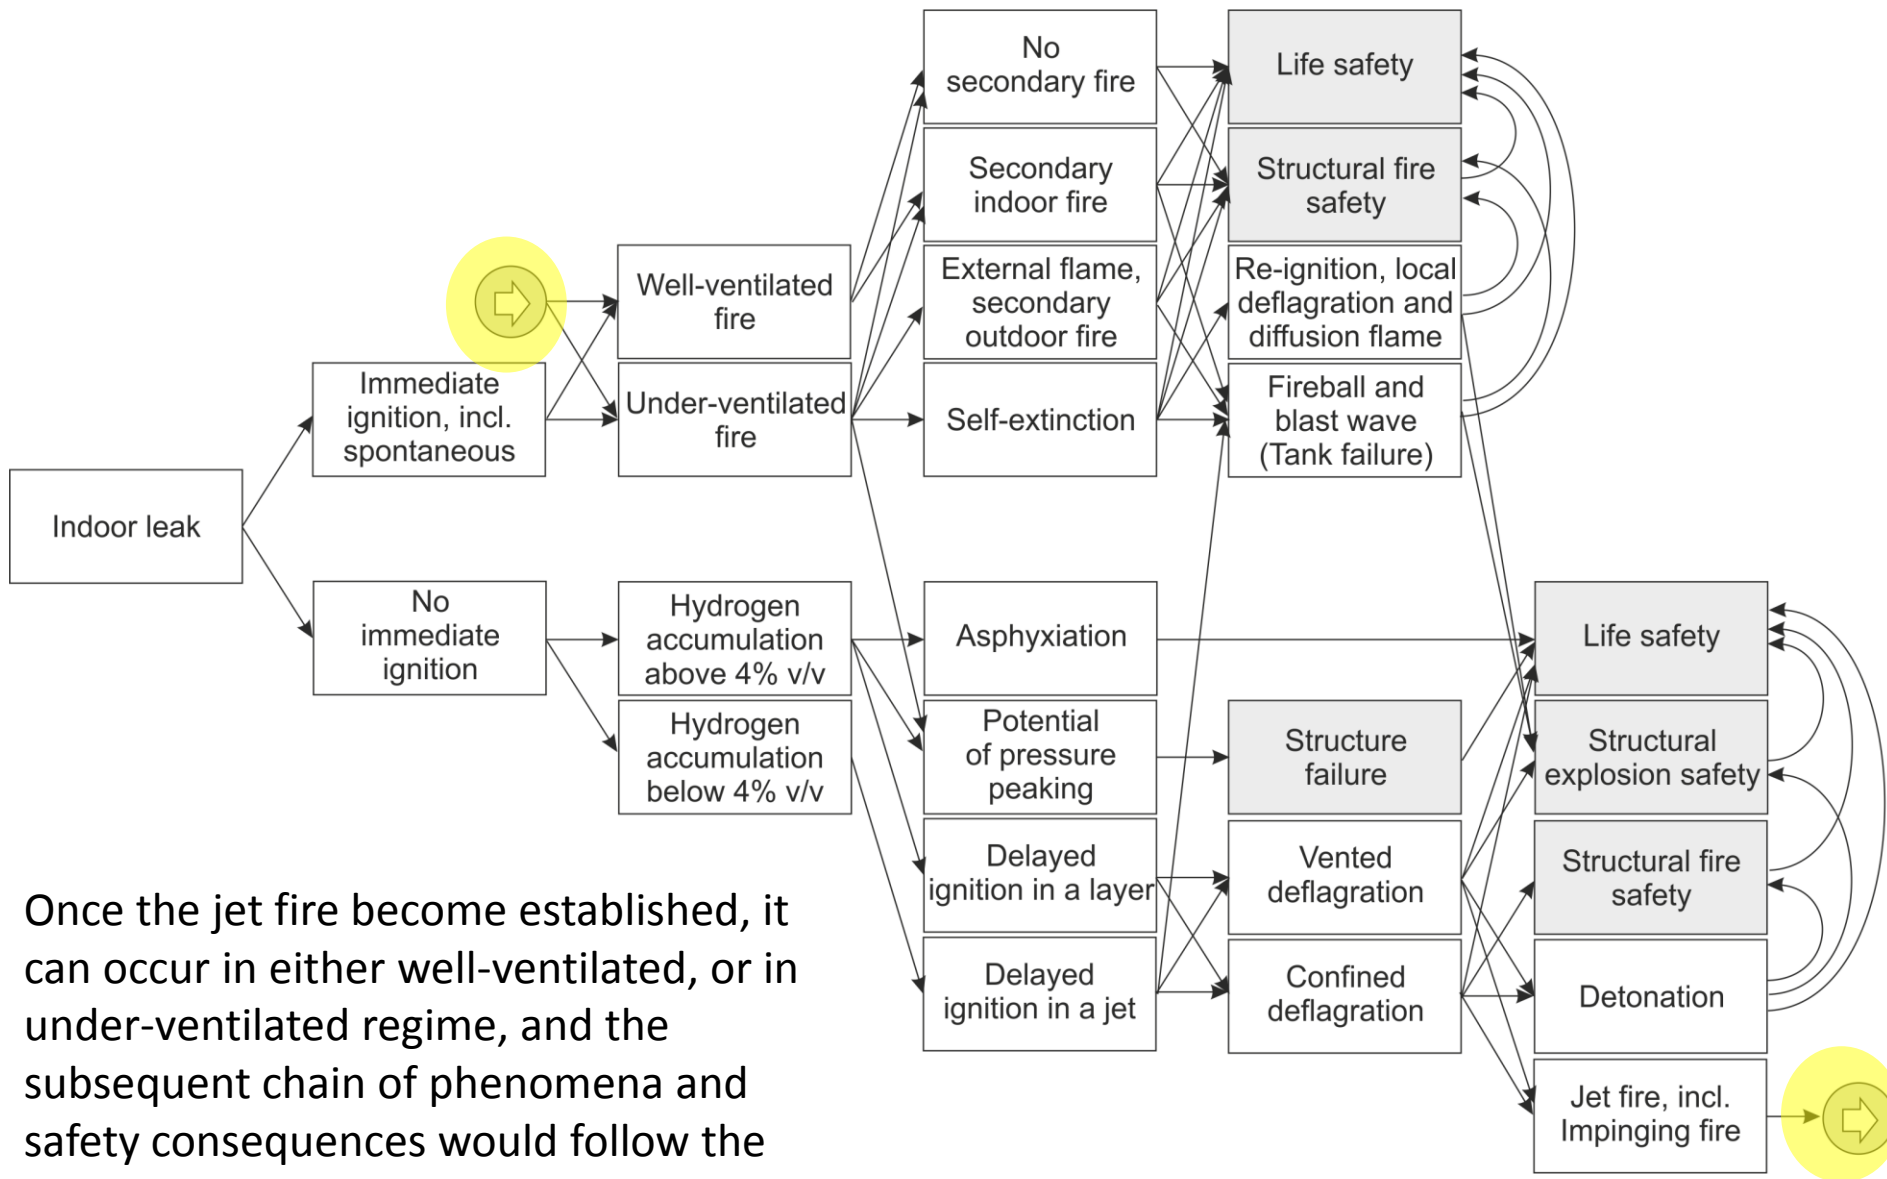 No
secondary fire
Life safety
Secondary
indoor fire
Structural fire
safety
Well-ventilated
fire
External flame,
secondary
outdoor fire
Re-ignition, local
deflagration and
diffusion flame
Immediate
ignition, incl.
spontaneous
Under-ventilated
fire
Self-extinction
Fireball and
blast wave
(Tank failure)
Indoor leak
No
immediate
ignition
Hydrogen
accumulation
above 4% v/v
Asphyxiation
Life safety
Hydrogen
accumulation
below 4% v/v
Potential
of pressure
peaking
Structure
failure
Structural
explosion safety
Delayed
ignition in a layer
Vented
deflagration
Structural fire
safety
Delayed
ignition in a jet
Confined
deflagration
Detonation
Jet fire, incl.
Impinging fire
Once the jet fire become established, it
can occur in either well-ventilated, or in
under-ventilated regime, and the
subsequent chain of phenomena and
safety consequences would follow the